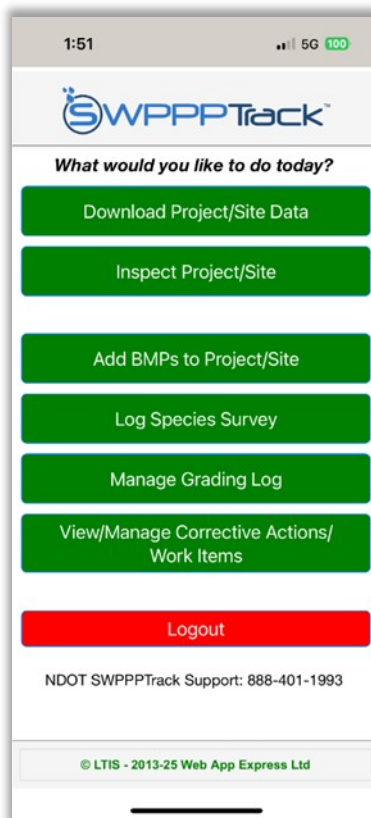 1:51 5G 100
SWPPPTrack™
What would you like to do today?
Download Project/Site Data
Inspect Project/Site
Add BMPs to Project/Site
Log Species Survey
Manage Grading Log
View/Manage Corrective Actions/
Work Items
Logout
NDOT SWPPPTrack Support: 888-401-1993
© LTIS - 2013-25 Web App Express Ltd